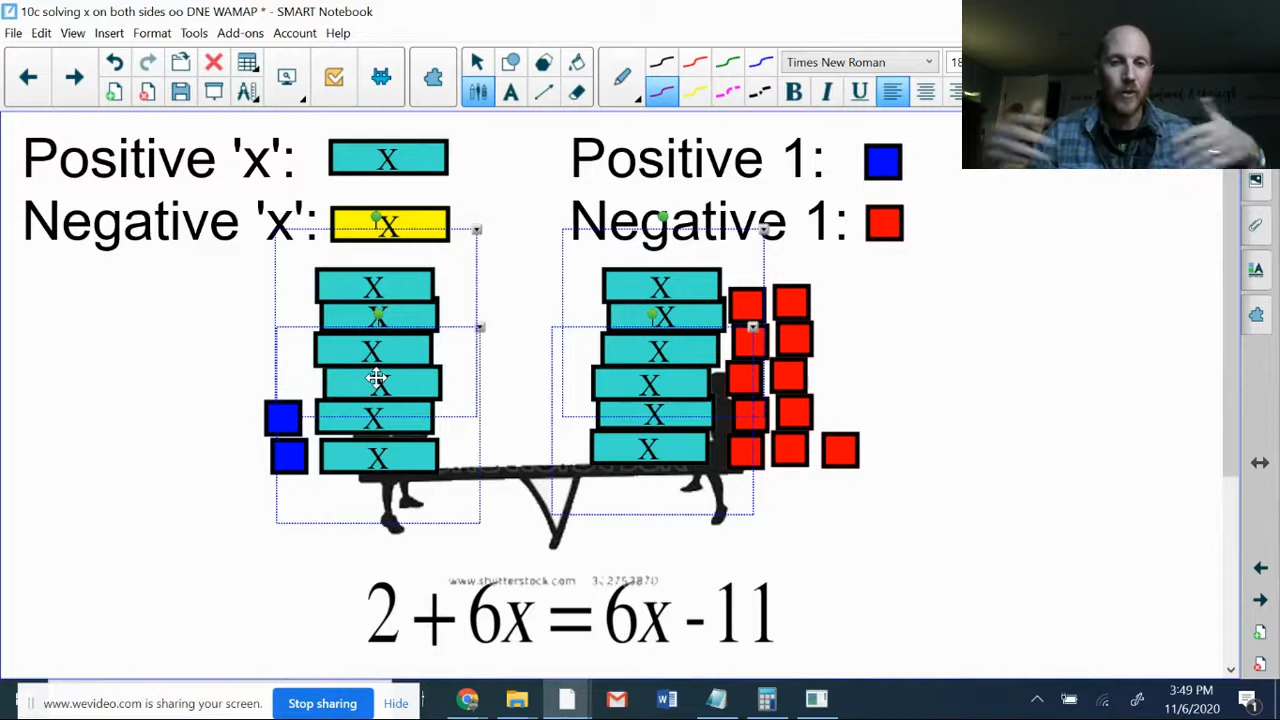 10c solving x on both sides oo DNE WAMAP * - SMART Notebook
File Edit View Insert Format Tools Add-ons Account Help
Times New Roman 18
B I U
Positive 'x': X Positive 1:
Negative 'x': X Negative 1:
X X
X X
X X
X X
X X
X X
www.shutterstock.com
2 + 6x = 6x - 11
www.wevideo.com is sharing your screen. Stop sharing Hide
3:49 PM
11/6/2020
1